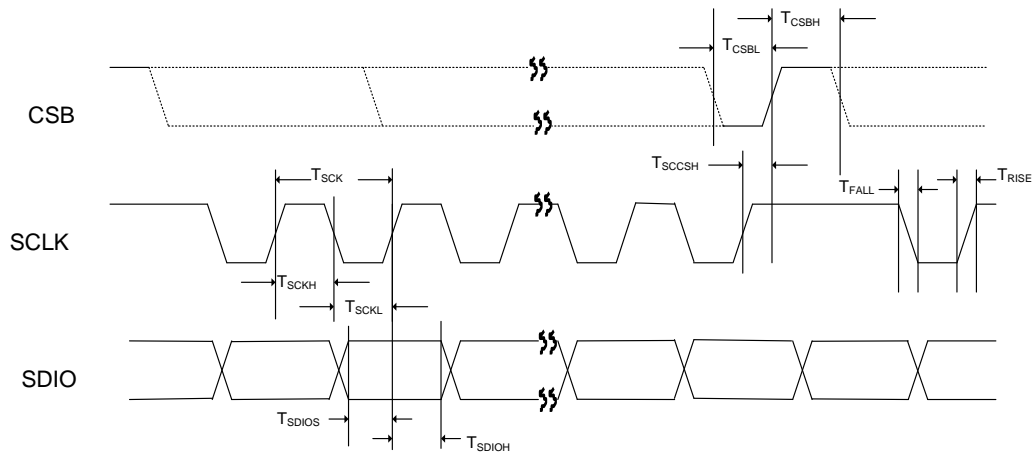 TCSBH
TCSBL
CSB
TSCCSH
TSCK
TFALL
TRISE
SCLK
TSCKH
TSCKL
SDIO
TSDIOS
TSDIOH